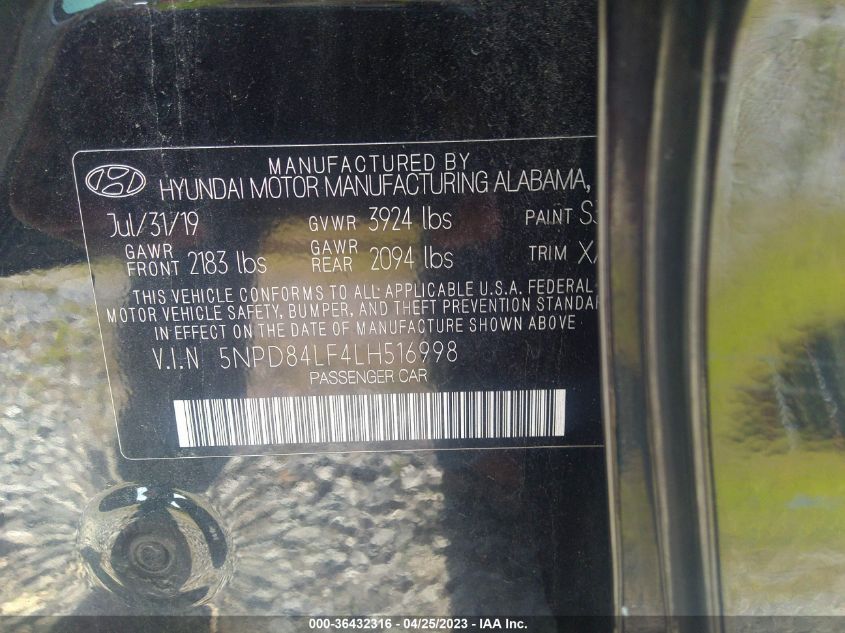 MANUFACTURED BY
HYUNDAI MOTOR MANUFACTURING ALABAMA,
Jul/31/19 GVWR 3924 lbs PAINT
GAWR FRONT 2183 lbs GAWR REAR 2094 lbs TRIM
THIS VEHICLE CONFORMS TO ALL APPLICABLE U.S.A. FEDERAL
MOTOR VEHICLE SAFETY, BUMPER, AND THEFT PREVENTION
IN EFFECT ON THE DATE OF MANUFACTURE SHOWN ABOVE
V.I.N 5NPD84LF4LH516998
PASSENGER CAR
000-36432316 - 04/25/2023 - IAA Inc.